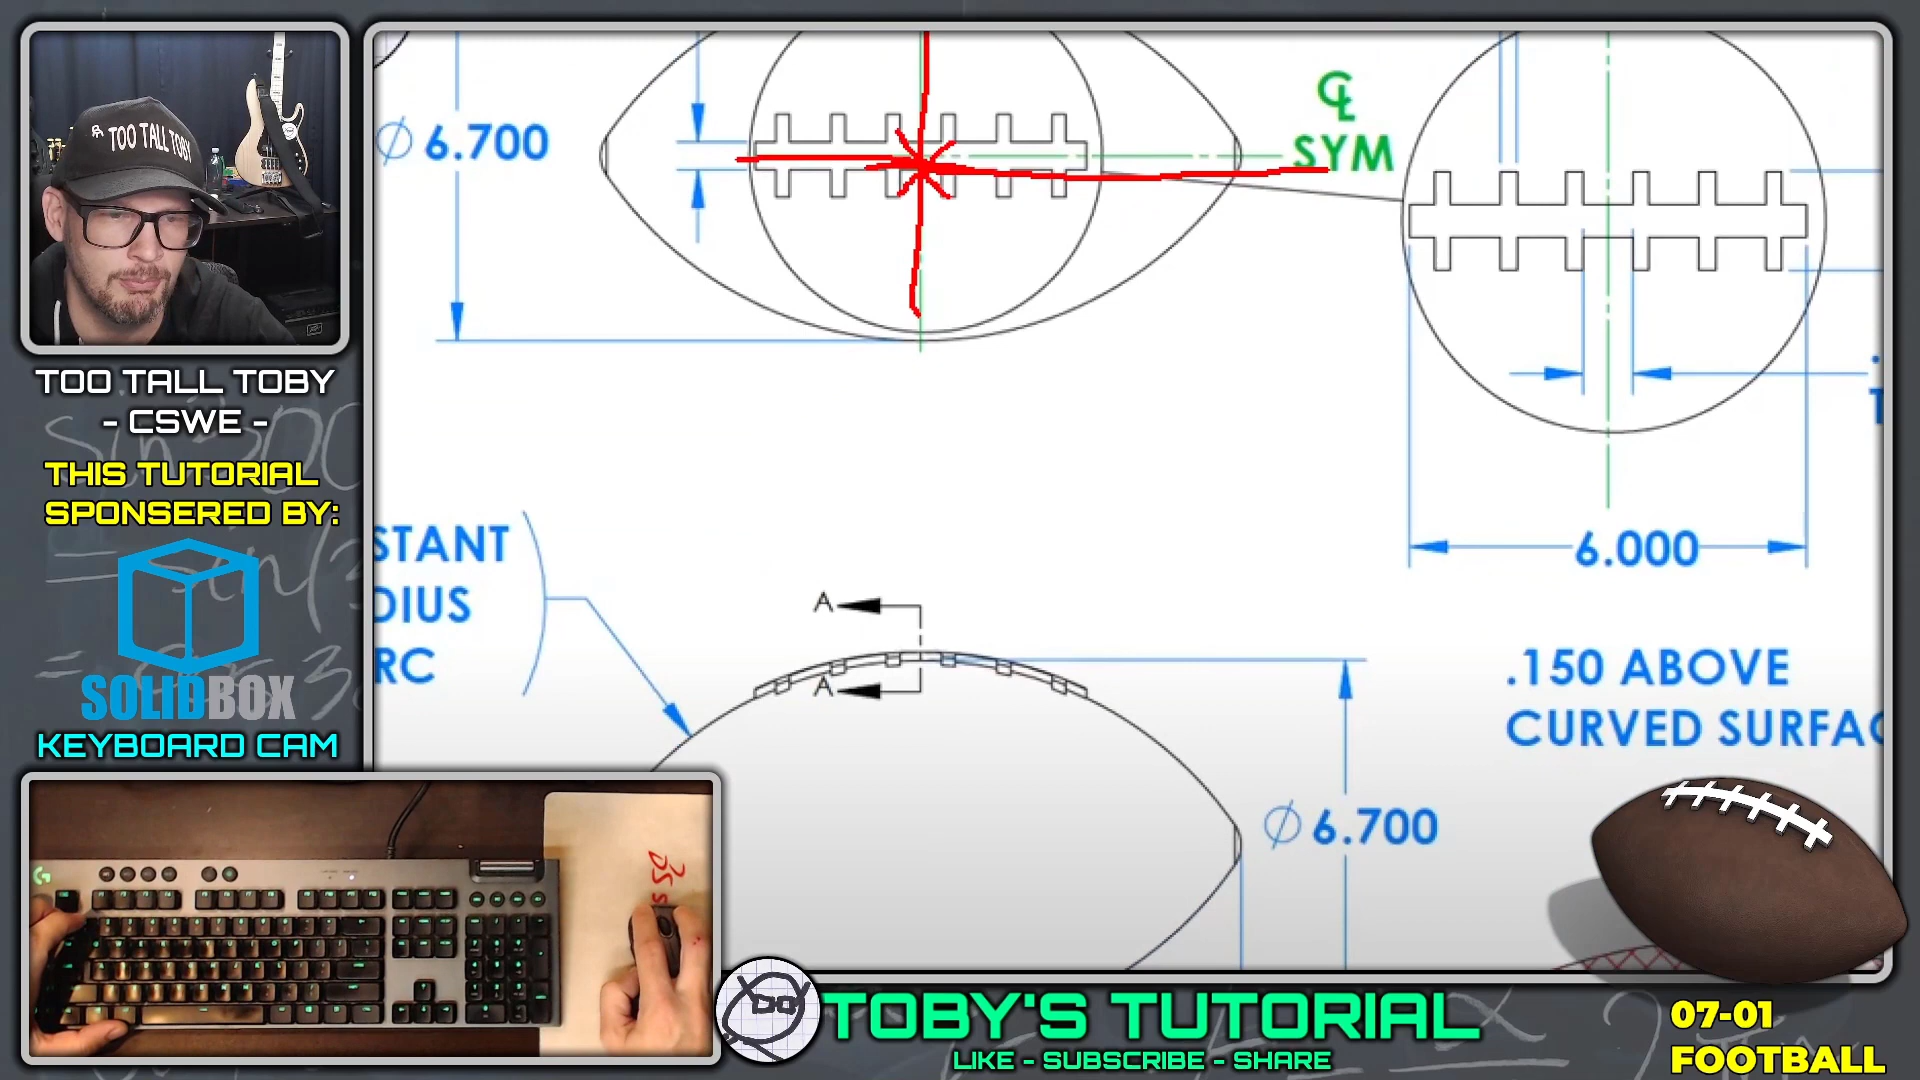 TOO TALL TOBY
TOO TALL TOBY
- CSWE -
THIS TUTORIAL
SPONSERED BY:
SOLIDBOX
KEYBOARD CAM
⌀ 6.700
℄
SYM
6.000
STANT
DIUS
RC
A
A
.150 ABOVE
CURVED SURFAC
⌀ 6.700
TOBY'S TUTORIAL
LIKE - SUBSCRIBE - SHARE
07-01
FOOTBALL